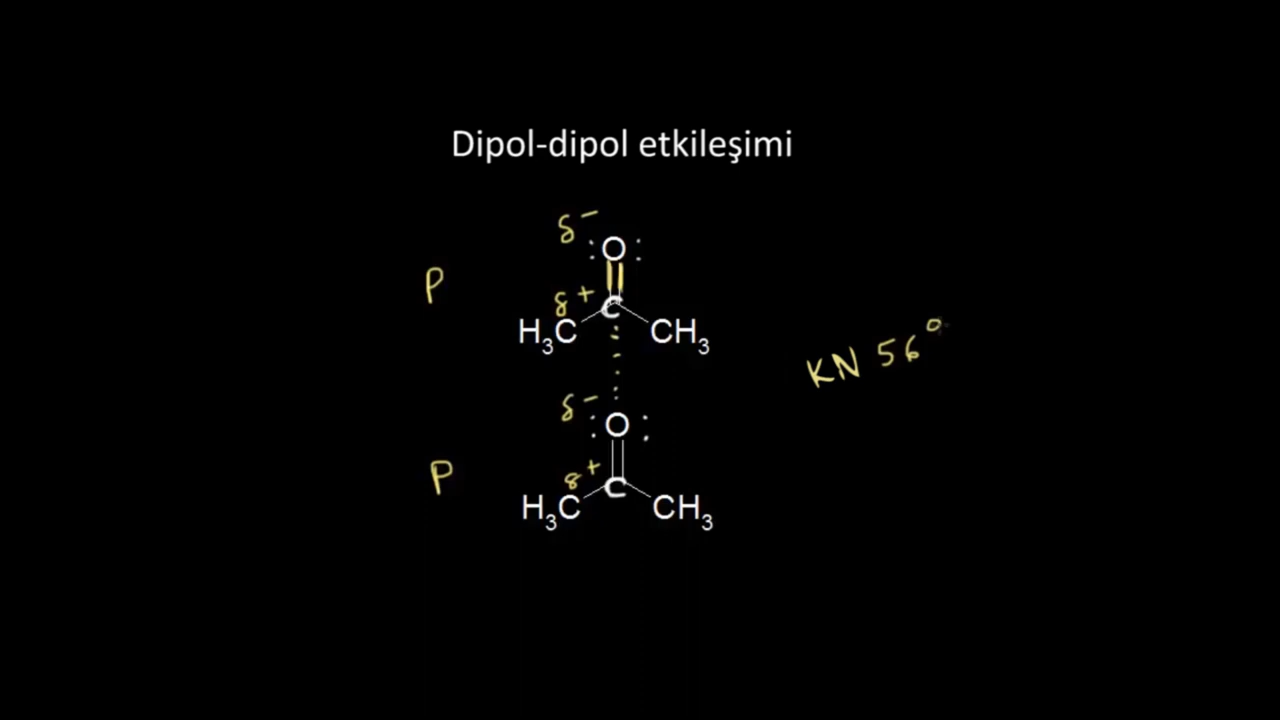 Dipol-dipol etkileşimi
δ-
:O:
P
δ+
C
H3C CH3
KN 56°
δ-
:O:
P
δ+
C
H3C CH3